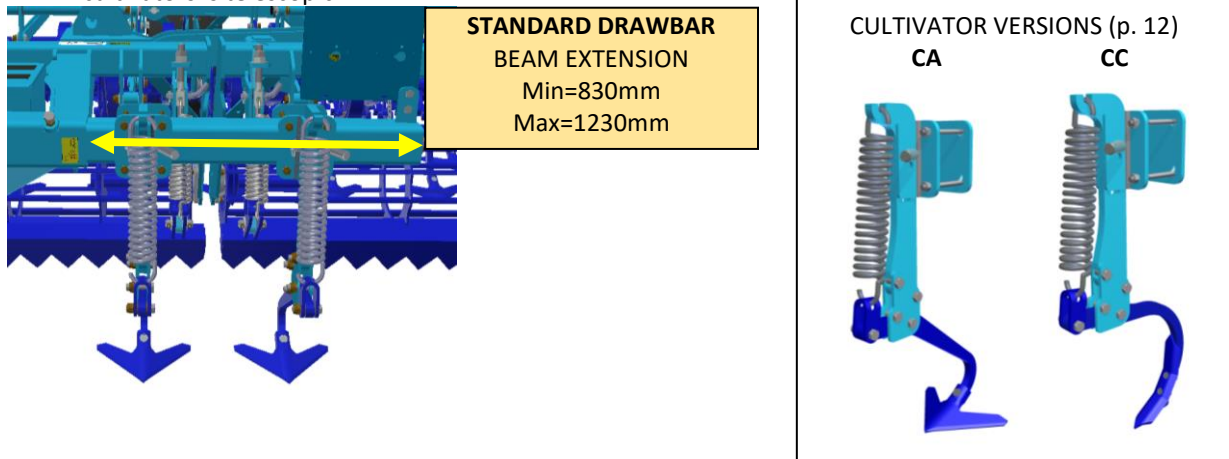 STANDARD DRAWBAR
BEAM EXTENSION
Min=830mm
Max=1230mm
CULTIVATOR VERSIONS (p. 12)
CA CC